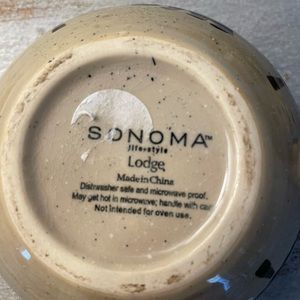 SONOMA™
life+style
Lodge
Made in China
Dishwasher safe and microwave proof.
May get hot in microwave; handle with care
Not intended for oven use.